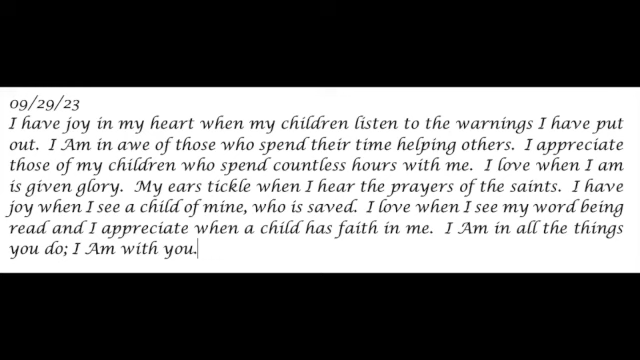 09/29/23
I have joy in my heart when my children listen to the warnings I have put
out. I Am in awe of those who spend their time helping others. I appreciate
those of my children who spend countless hours with me. I love when I am
is given glory. My ears tickle when I hear the prayers of the saints. I have
joy when I see a child of mine, who is saved. I love when I see my word being
read and I appreciate when a child has faith in me. I Am in all the things
you do; I Am with you.